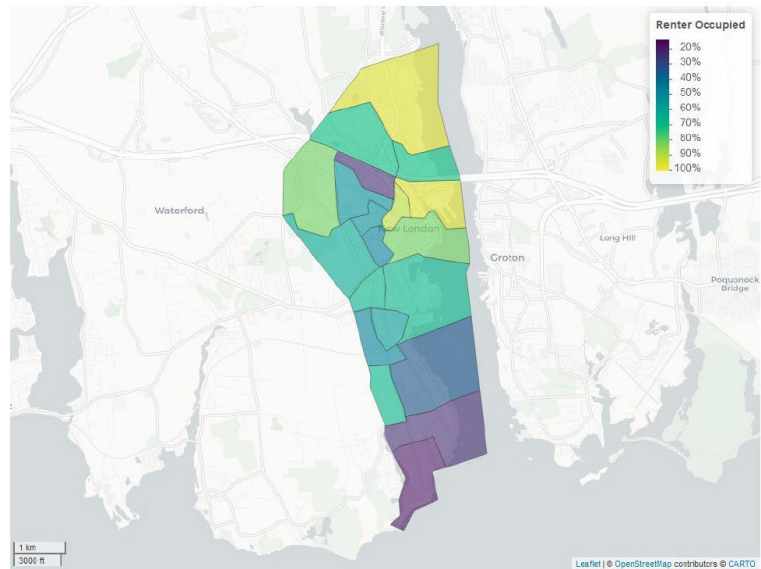 Renter Occupied
20%
30%
40%
50%
60%
70%
80%
90%
100%
Waterford
New London
Long Hill
Groton
Poquonock
Bridge
1 km
3000 ft
Leaflet | © OpenStreetMap contributors © CARTO